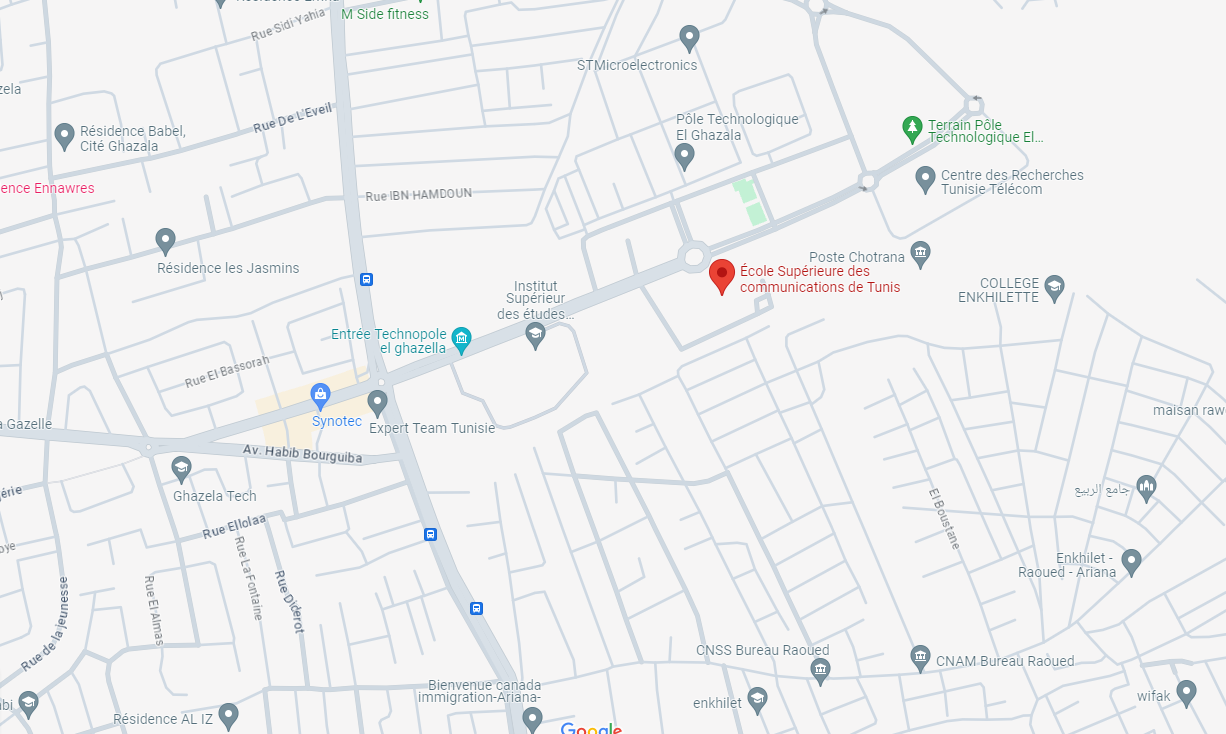 M Side fitness
Rue Sidi Yahia
STMicroelectronics
zela
Rue De L'Eveil
Pôle Technologique
El Ghazala
Résidence Babel,
Cité Ghazala
Terrain Pôle
Technologique El...
ence Ennawres
Rue IBN HAMDOUN
Centre des Recherches
Tunisie Télécom
Résidence les Jasmins
Poste Chotrana
École Supérieure des
communications de Tunis
COLLEGE
ENKHILETTE
Institut
Supérieur
des études...
Entrée Technopole
el ghazella
Rue El Bassorah
Synotec
Expert Team Tunisie
a Gazelle
maisan raw
Av. Habib Bourguiba
Ghazela Tech
érie
جامع الربيع
Rue Ellolaa
El Boustane
oye
Rue La Fontaine
Rue Diderot
Rue El Almas
Rue de la jeunesse
Enkhilet -
Raoued - Ariana
CNSS Bureau Raoued
CNAM Bureau Raoued
Bienvenue canada
immigration-Ariana-
enkhilet
wifak
bi
Résidence AL IZ
Google